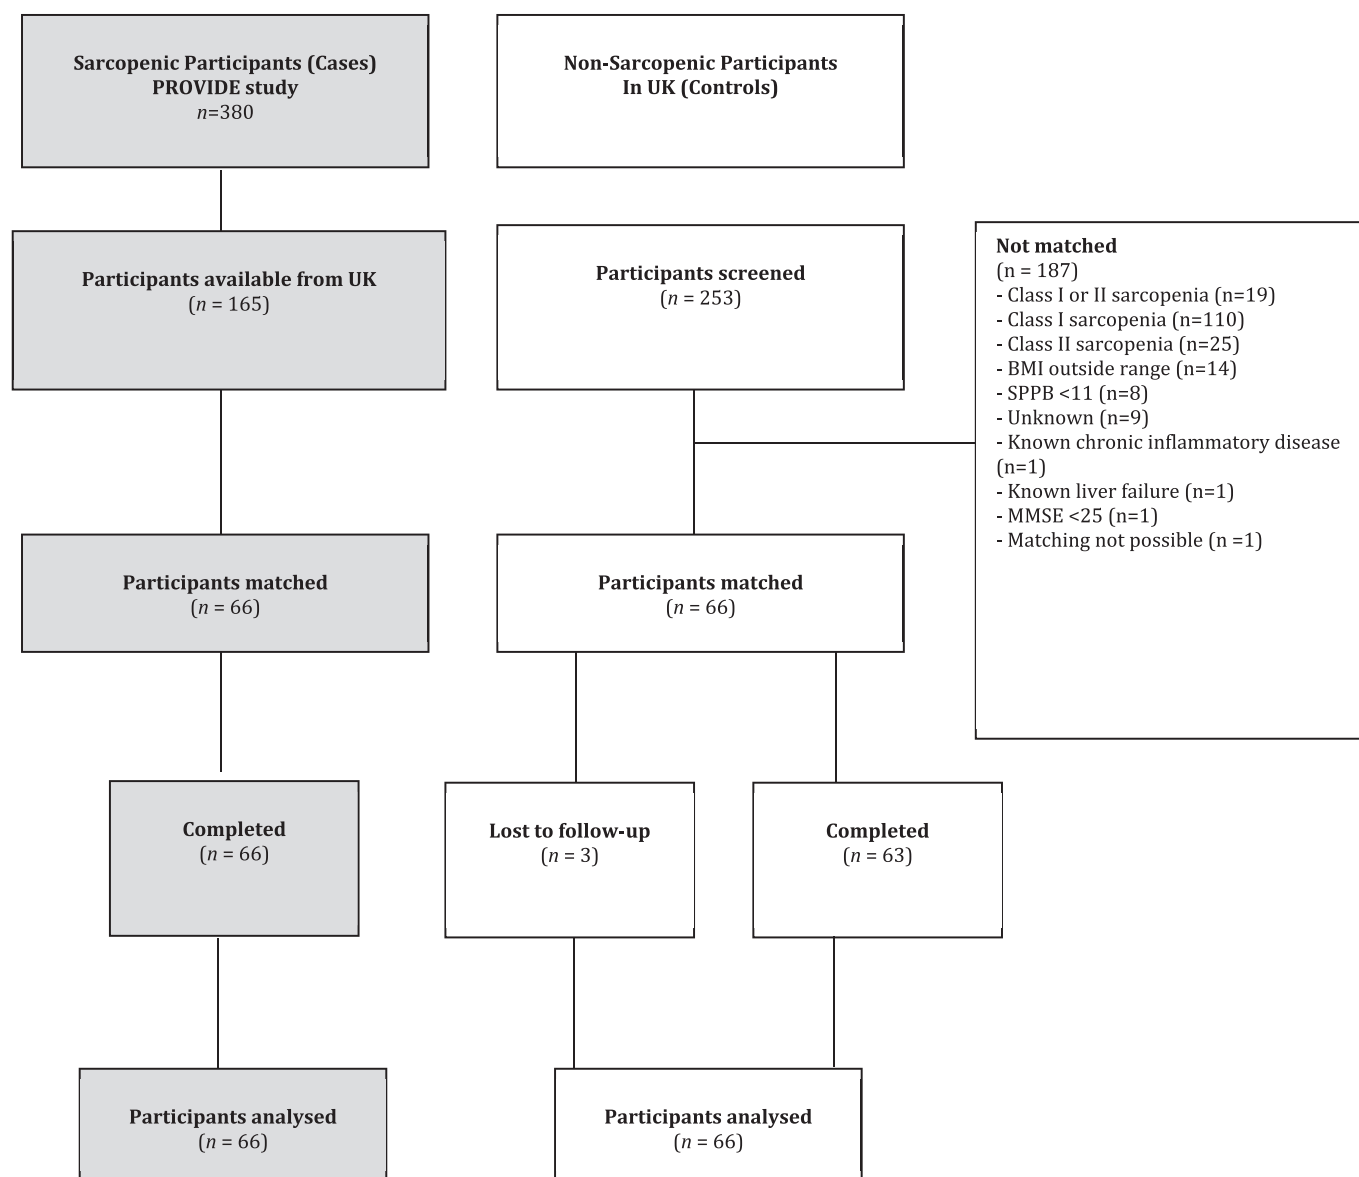 Sarcopenic Participants (Cases)
PROVIDE study
n=380
Non-Sarcopenic Participants
In UK (Controls)
Participants available from UK
(n = 165)
Participants screened
(n = 253)
Not matched
(n = 187)
- Class I or II sarcopenia (n=19)
- Class I sarcopenia (n=110)
- Class II sarcopenia (n=25)
- BMI outside range (n=14)
- SPPB <11 (n=8)
- Unknown (n=9)
- Known chronic inflammatory disease
(n=1)
- Known liver failure (n=1)
- MMSE <25 (n=1)
- Matching not possible (n =1)
Participants matched
(n = 66)
Participants matched
(n = 66)
Completed
(n = 66)
Lost to follow-up
(n = 3)
Completed
(n = 63)
Participants analysed
(n = 66)
Participants analysed
(n = 66)